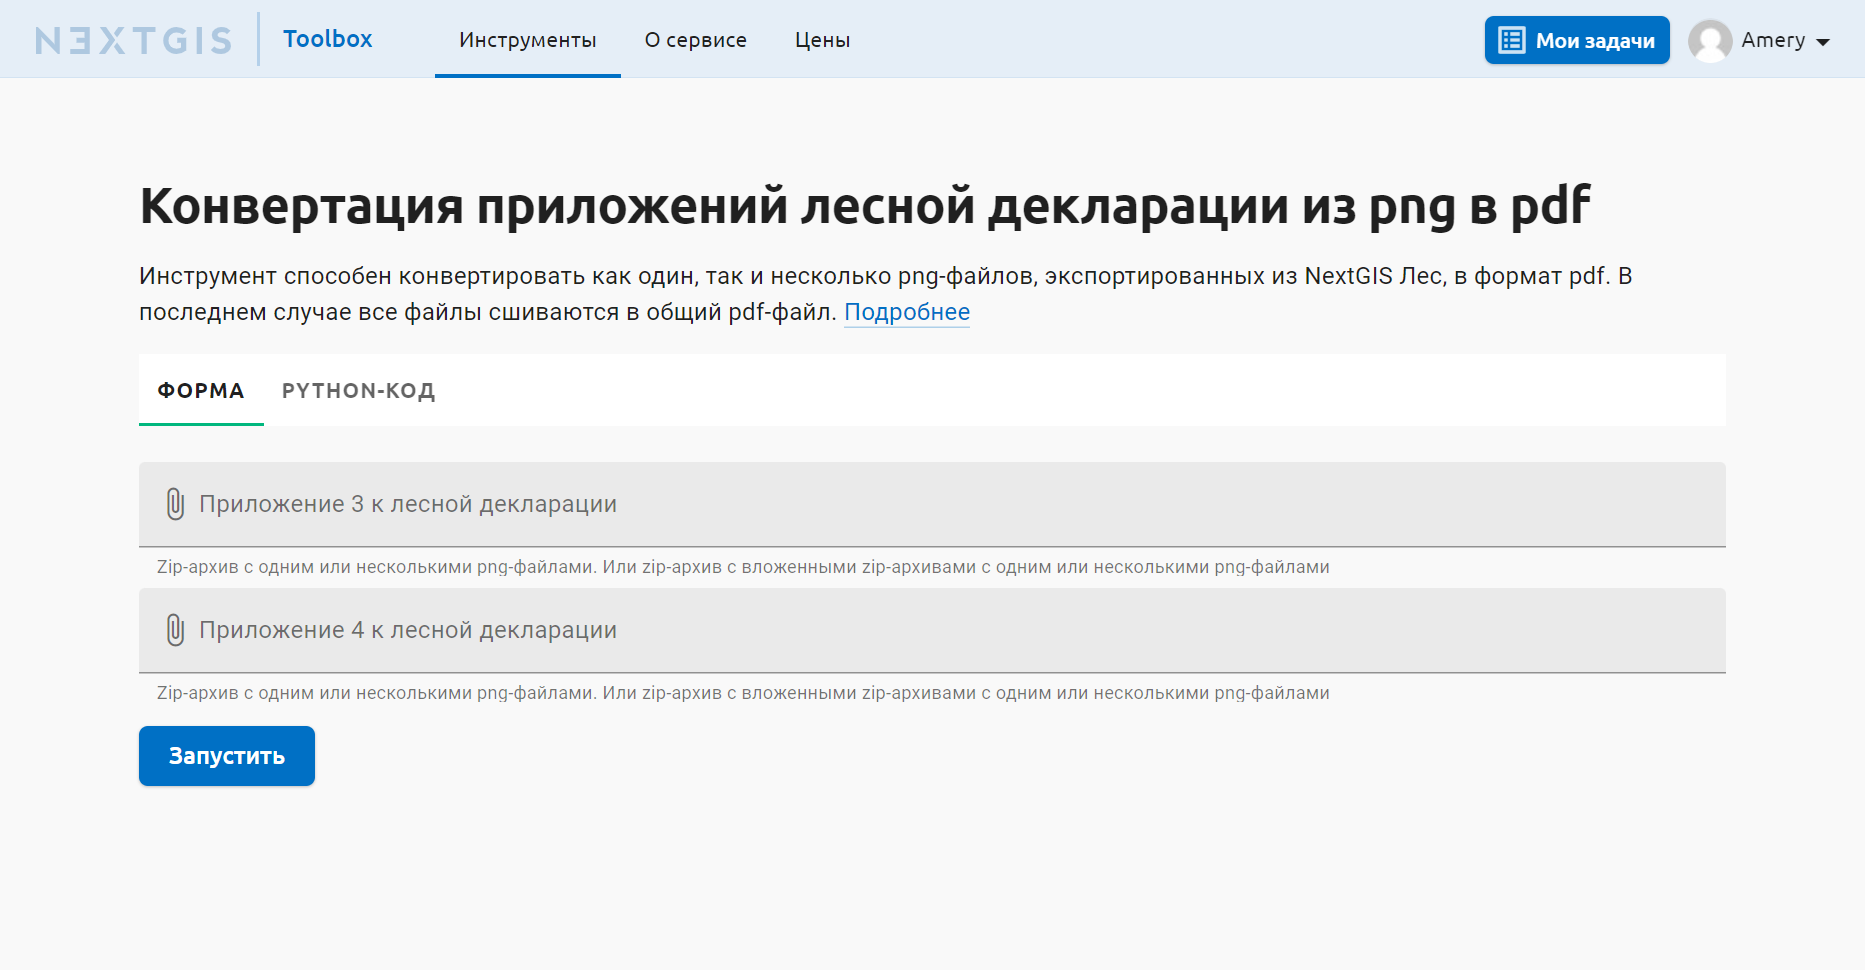 NEXTGIS Toolbox Инструменты О сервисе Цены Мои задачи Amery
Конвертация приложений лесной декларации из png в pdf
Инструмент способен конвертировать как один, так и несколько png-файлов, экспортированных из NextGIS Лес, в формат pdf. В
последнем случае все файлы сшиваются в общий pdf-файл. Подробнее
ФОРМА PYTHON-КОД
Приложение 3 к лесной декларации
Zip-архив с одним или несколькими png-файлами. Или zip-архив с вложенными zip-архивами с одним или несколькими png-файлами
Приложение 4 к лесной декларации
Zip-архив с одним или несколькими png-файлами. Или zip-архив с вложенными zip-архивами с одним или несколькими png-файлами
Запустить